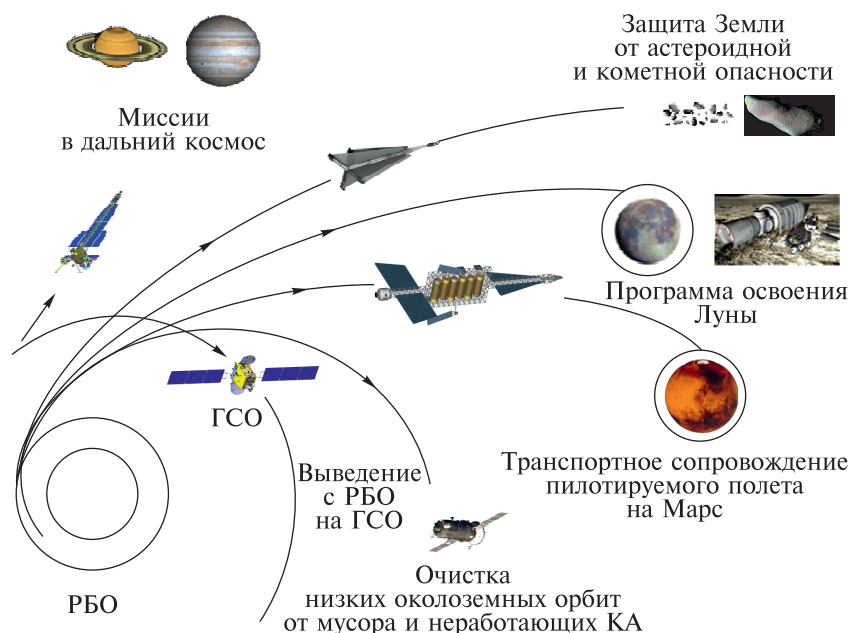 Защита Земли
от астероидной
и кометной опасности
Миссии
в дальний космос
Программа освоения
Луны
ГСО
Транспортное сопровождение
пилотируемого полета
на Марс
Выведение
с РБО
на ГСО
Очистка
низких околоземных орбит
от мусора и неработающих КА
РБО